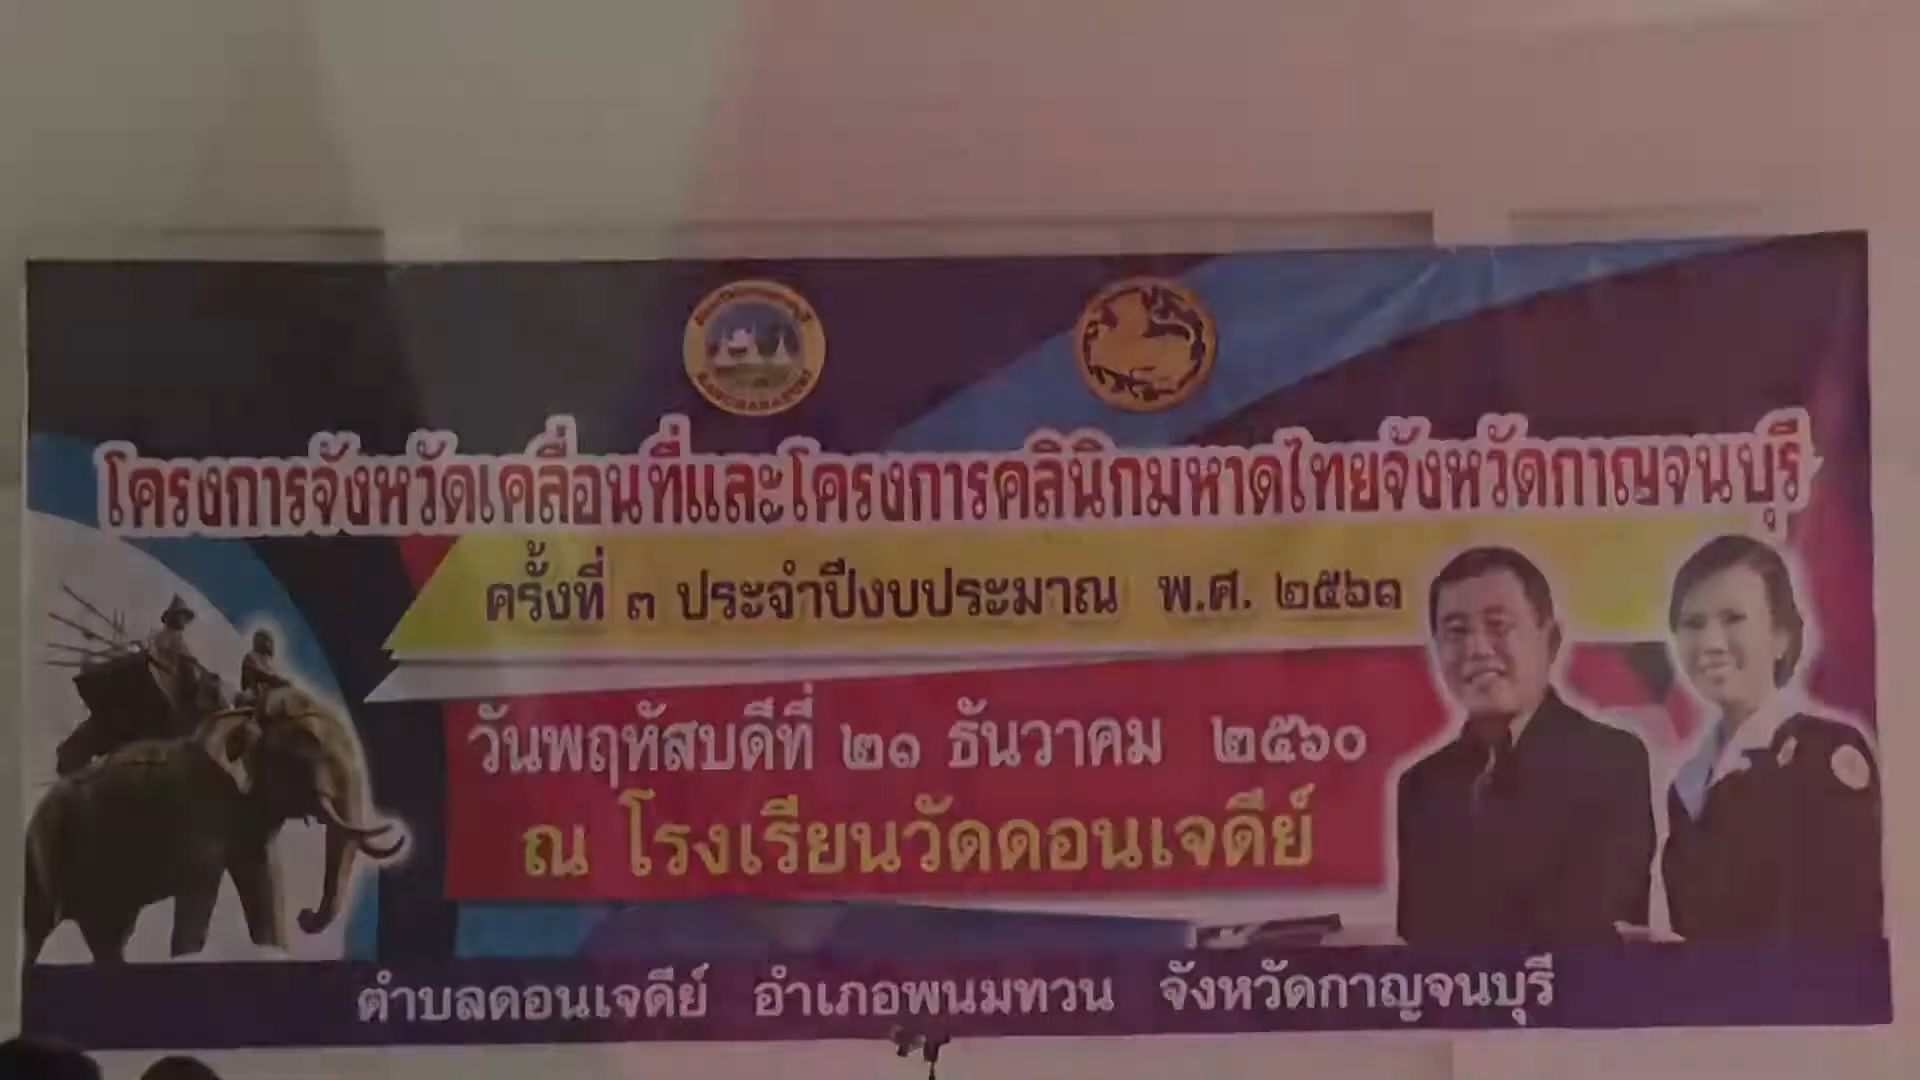 KANCHANABURI
โครงการจังหวัดเคลื่อนที่และโครงการคลินิกมหาดไทยจังหวัดกาญจนบุรี
ครั้งที่ ๓ ประจำปีงบประมาณ พ.ศ. ๒๕๖๑
วันพฤหัสบดีที่ ๒๑ ธันวาคม ๒๕๖๐
ณ โรงเรียนวัดดอนเจดีย์
ตำบลดอนเจดีย์ อำเภอพนมทวน จังหวัดกาญจนบุรี